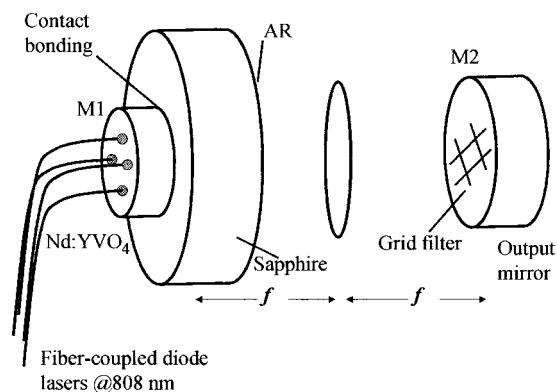 Contact
bonding
AR
M1
M2
Nd:YVO₄
Sapphire
Grid filter
Output
mirror
f
f
Fiber-coupled diode
lasers @808 nm